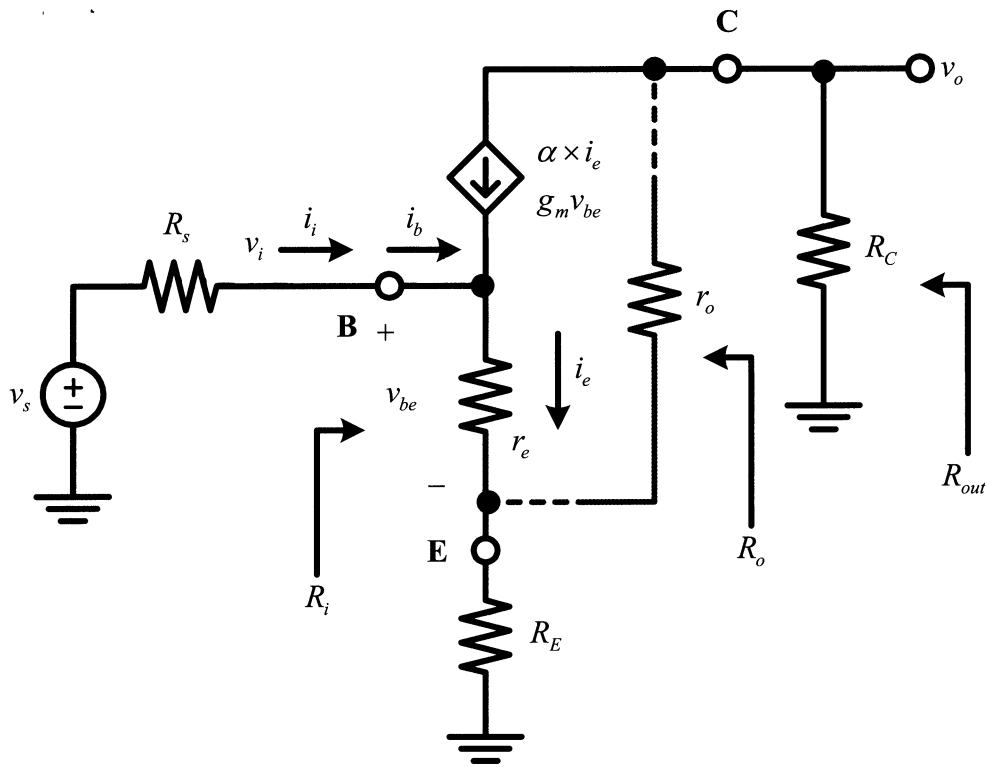 C
v_o
α × i_e
g_m v_be
R_s
v_i
i_i
i_b
R_C
r_o
B +
i_e
v_s
+
−
v_be
r_e
R_out
−
E
R_o
R_i
R_E